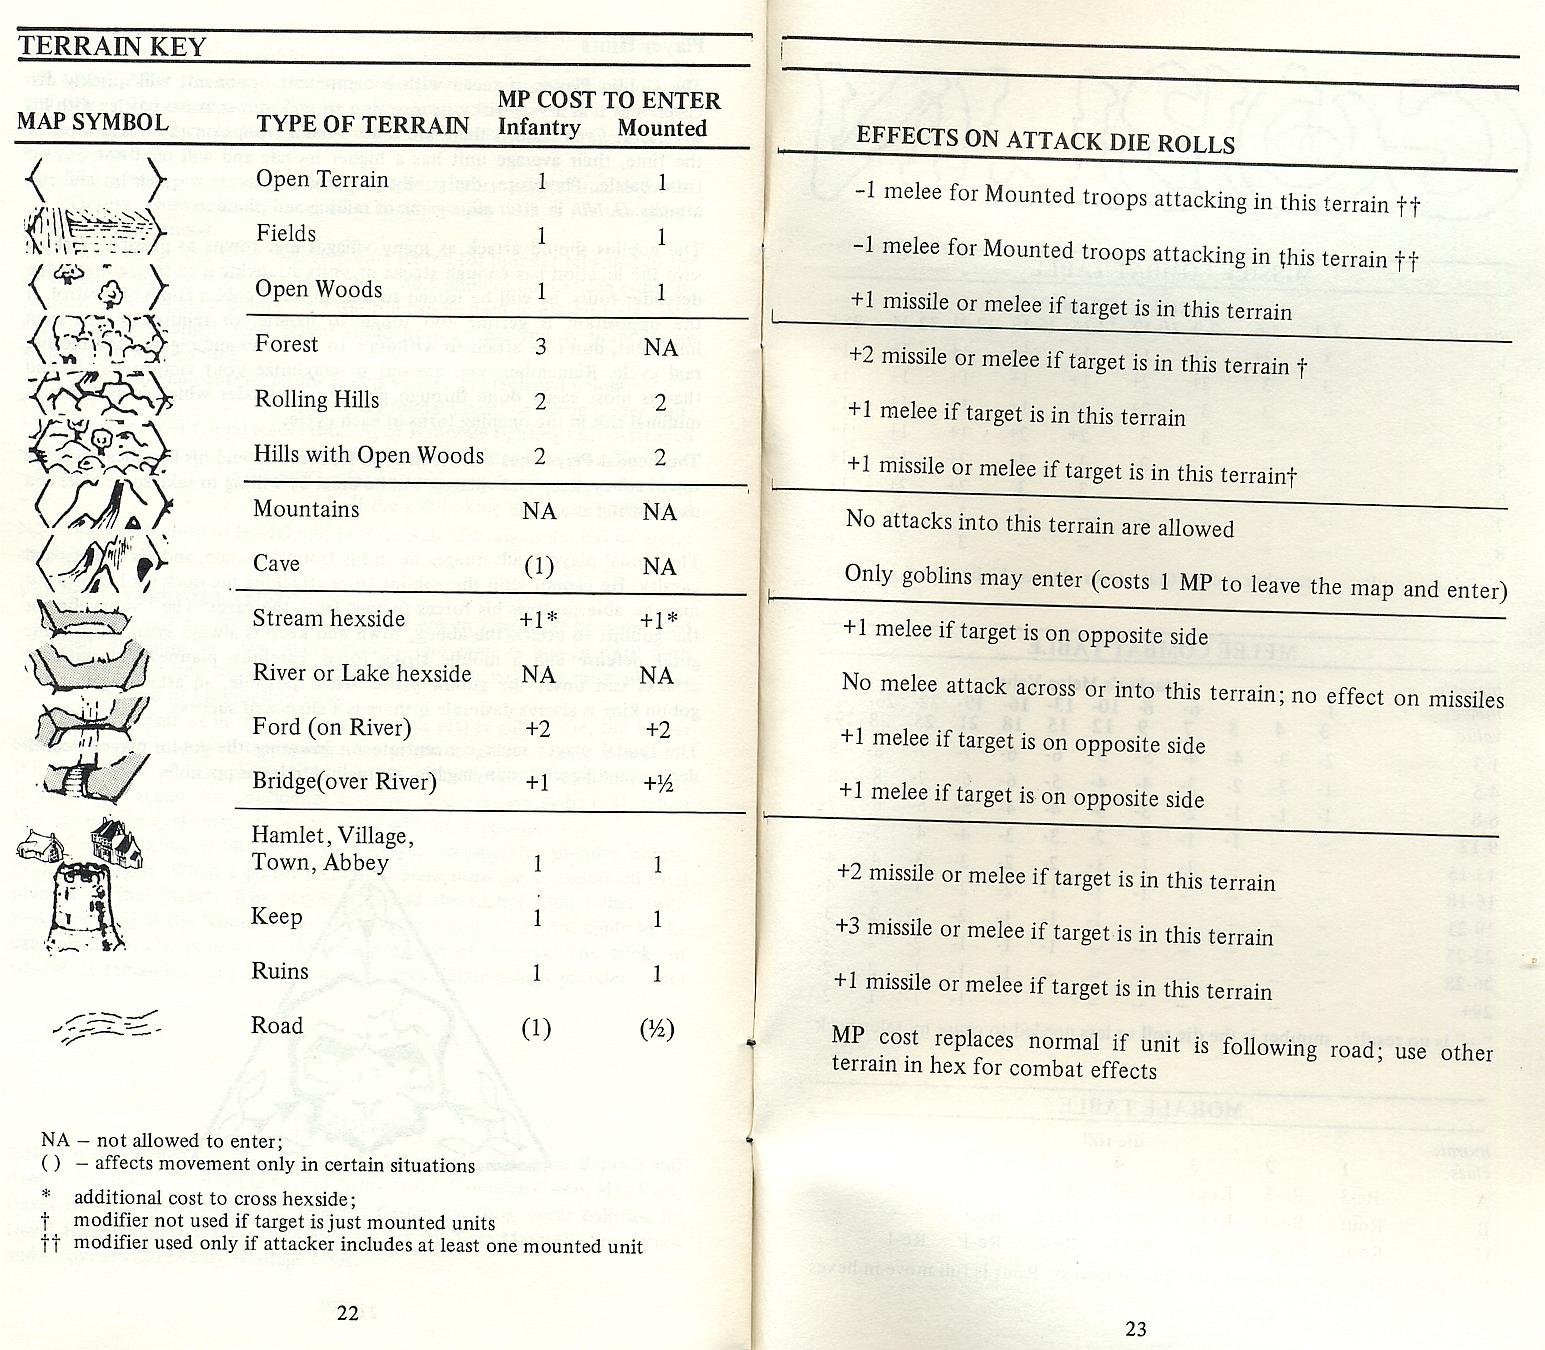 TERRAIN KEY
MP COST TO ENTER
MAP SYMBOL TYPE OF TERRAIN Infantry Mounted EFFECTS ON ATTACK DIE ROLLS
Open Terrain 1 1 –1 melee for Mounted troops attacking in this terrain ††
Fields 1 1 –1 melee for Mounted troops attacking in this terrain ††
Open Woods 1 1 +1 missile or melee if target is in this terrain
Forest 3 NA +2 missile or melee if target is in this terrain †
Rolling Hills 2 2 +1 melee if target is in this terrain
Hills with Open Woods 2 2 +1 missile or melee if target is in this terrain†
Mountains NA NA No attacks into this terrain are allowed
Cave (1) NA Only goblins may enter (costs 1 MP to leave the map and enter)
Stream hexside +1* +1* +1 melee if target is on opposite side
River or Lake hexside NA NA No melee attack across or into this terrain; no effect on missiles
Ford (on River) +2 +2 +1 melee if target is on opposite side
Bridge(over River) +1 +½ +1 melee if target is on opposite side
Hamlet, Village,
Town, Abbey 1 1 +2 missile or melee if target is in this terrain
Keep 1 1 +3 missile or melee if target is in this terrain
Ruins 1 1 +1 missile or melee if target is in this terrain
Road (1) (½) MP cost replaces normal if unit is following road; use other
terrain in hex for combat effects
NA – not allowed to enter;
( ) – affects movement only in certain situations
* additional cost to cross hexside;
† modifier not used if target is just mounted units
†† modifier used only if attacker includes at least one mounted unit
22
23